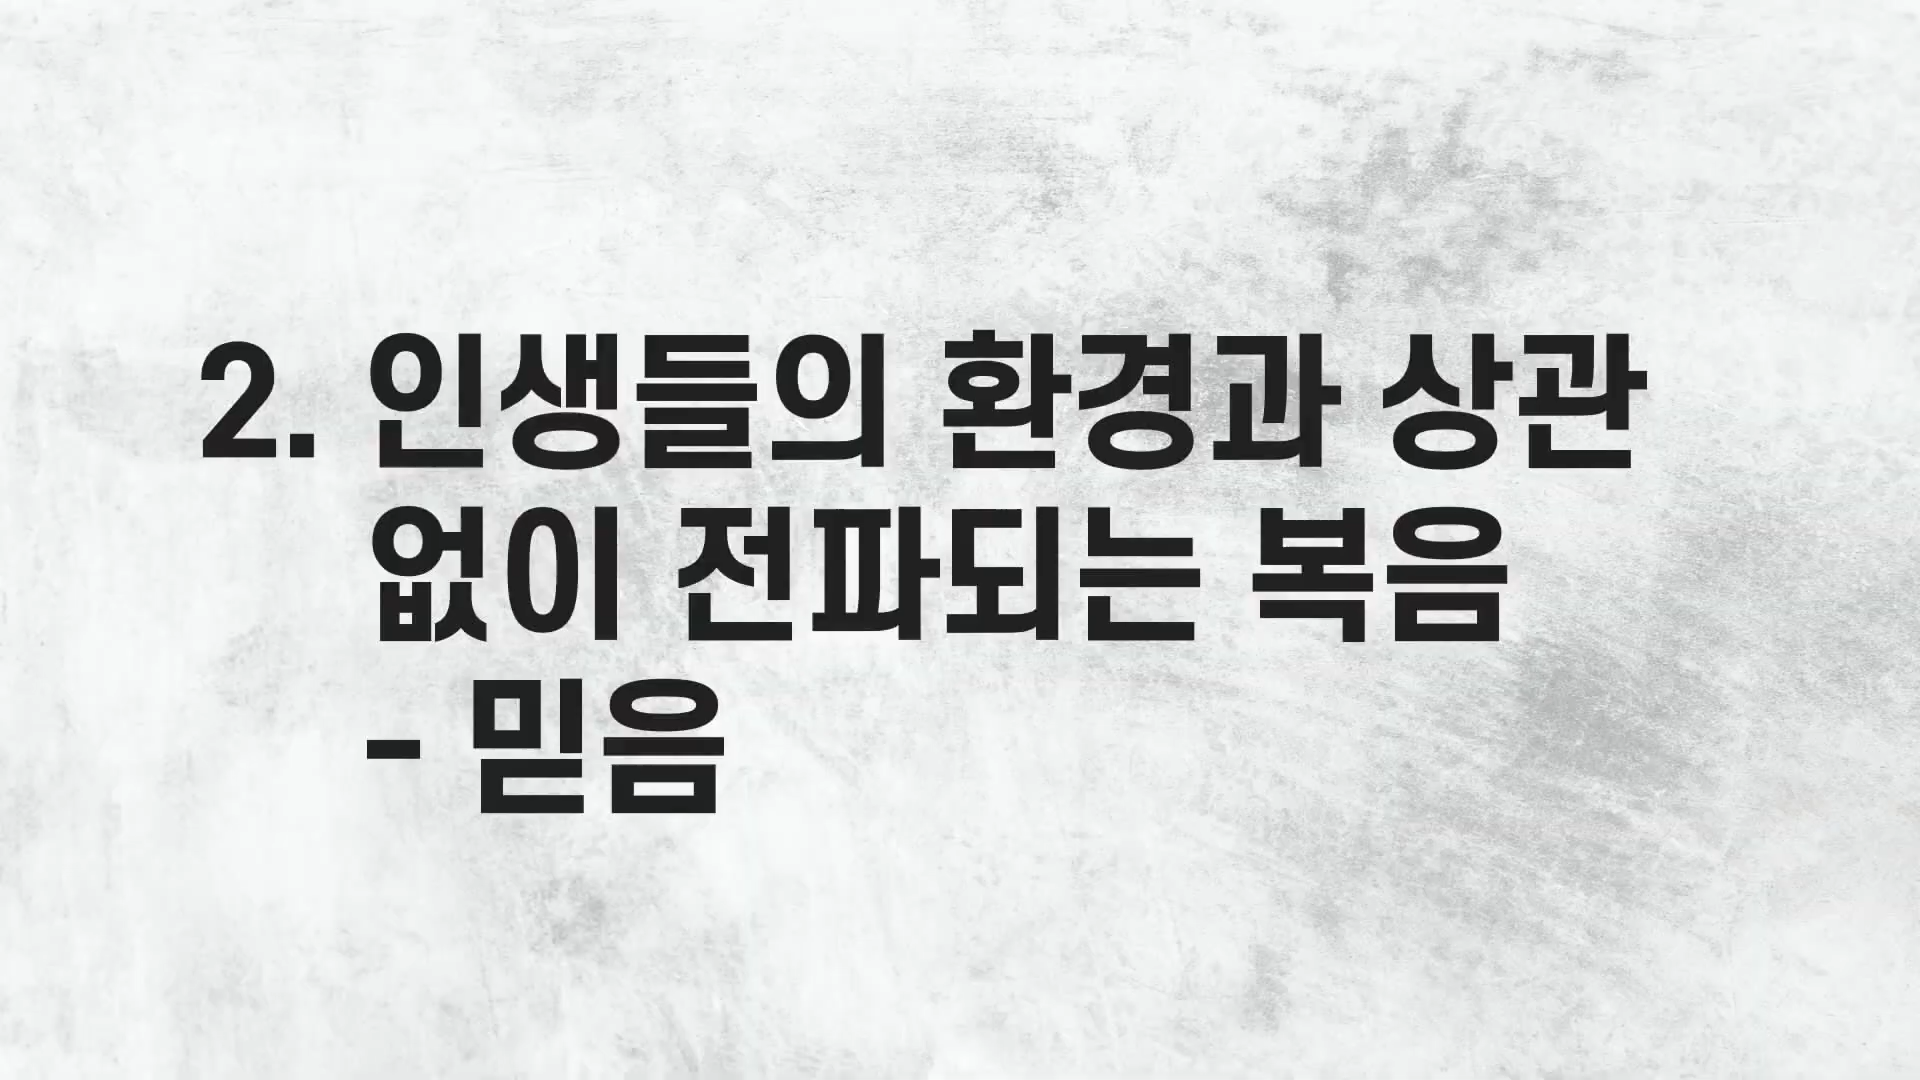 2. 인생들의 환경과 상관
없이 전파되는 복음
- 믿음